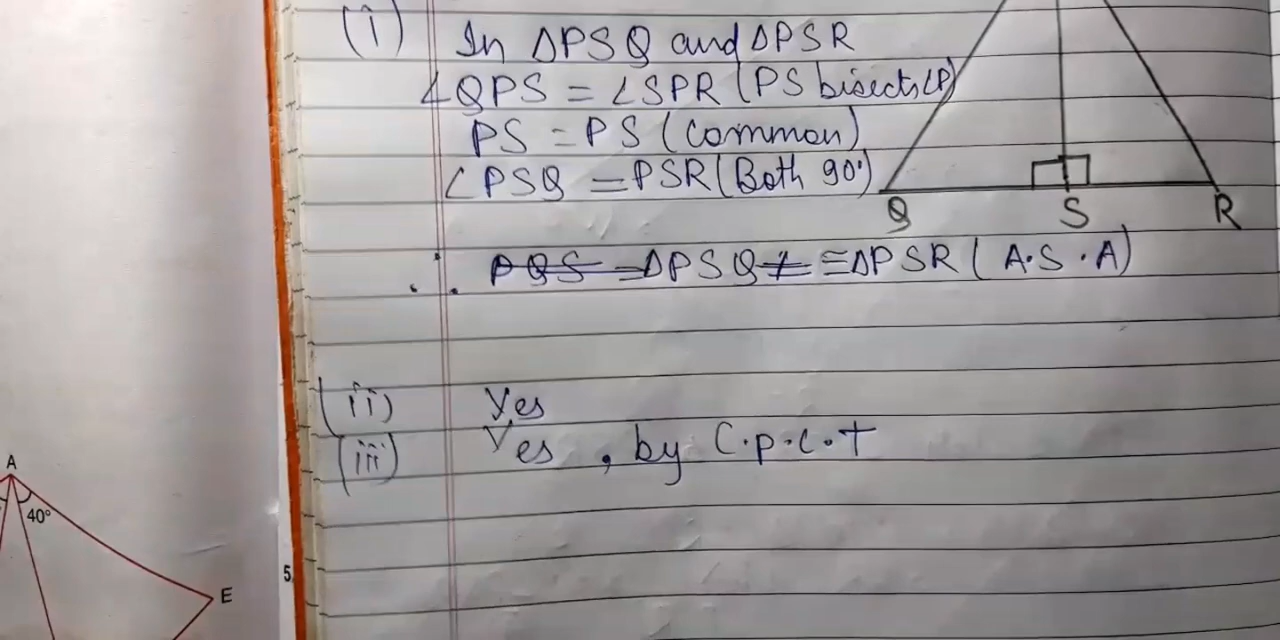 (i) In ΔPSQ and ΔPSR
∠QPS = ∠SPR (PS bisects ∠P)
PS = PS (Common)
∠PSQ = PSR (Both 90°)
Q S R
∴ PQS = ΔPSQ ≠ ≅ ΔPSR (A.S.A)
(ii) Yes
(iii) Yes, by C.p.c.t
A
40°
5.
E